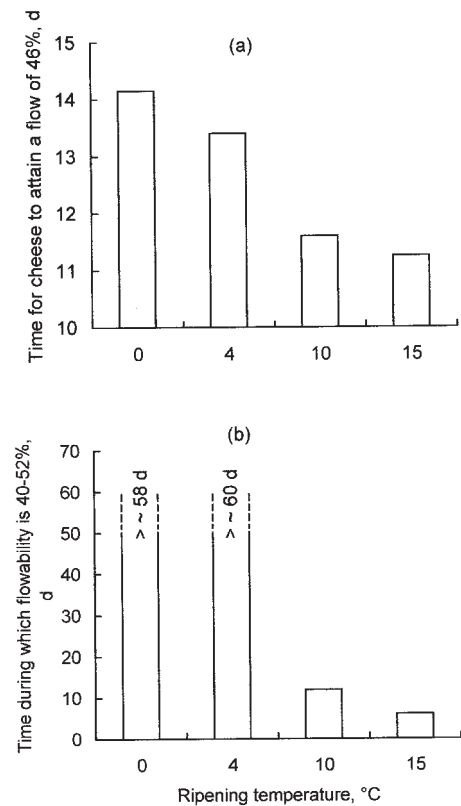 (a)
Time for cheese to attain a flow of 46%, d
15
14
13
12
11
10
0 4 10 15
(b)
Time during which flowability is 40-52%,
d
70
60
50
40
30
20
10
0
> ~ 58 d
> ~ 60 d
0 4 10 15
Ripening temperature, °C